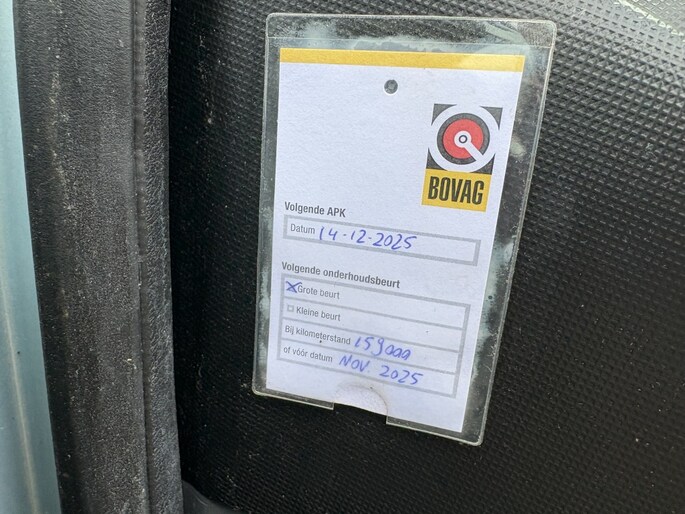 BOVAG
Volgende APK
Datum 14-12-2025
Volgende onderhoudsbeurt
Grote beurt
Kleine beurt
Bij kilometerstand 159000
of vóór datum NOV. 2025